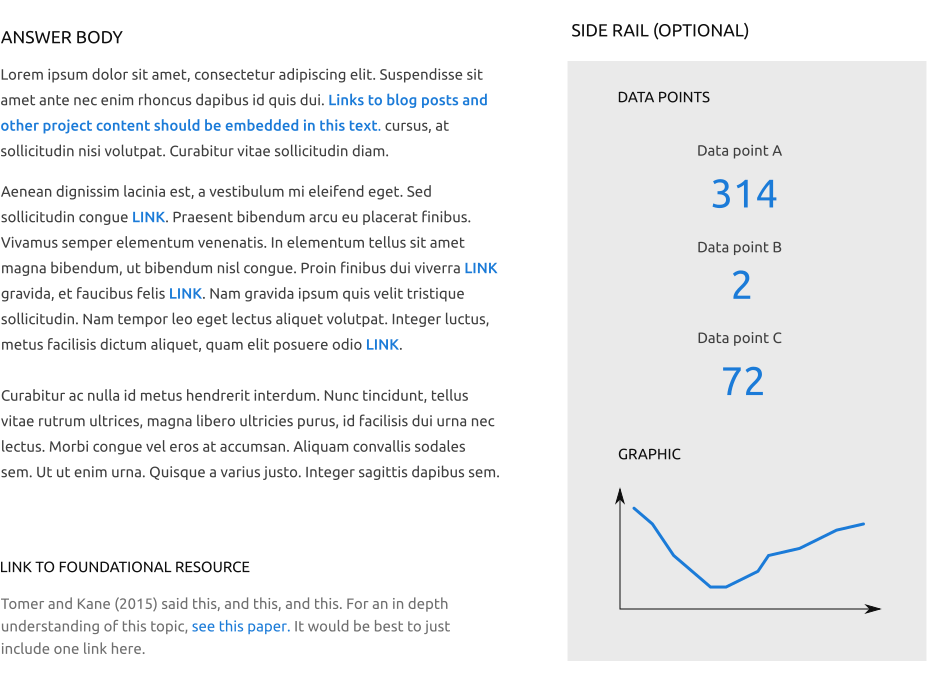 ANSWER BODY
Lorem ipsum dolor sit amet, consectetur adipiscing elit. Suspendisse sit
amet ante nec enim rhoncus dapibus id quis dui. Links to blog posts and
other project content should be embedded in this text. cursus, at
sollicitudin nisi volutpat. Curabitur vitae sollicitudin diam.
Aenean dignissim lacinia est, a vestibulum mi eleifend eget. Sed
sollicitudin congue LINK. Praesent bibendum arcu eu placerat finibus.
Vivamus semper elementum venenatis. In elementum tellus sit amet
magna bibendum, ut bibendum nisl congue. Proin finibus dui viverra LINK
gravida, et faucibus felis LINK. Nam gravida ipsum quis velit tristique
sollicitudin. Nam tempor leo eget lectus aliquet volutpat. Integer luctus,
metus facilisis dictum aliquet, quam elit posuere odio LINK.
Curabitur ac nulla id metus hendrerit interdum. Nunc tincidunt, tellus
vitae rutrum ultrices, magna libero ultricies purus, id facilisis dui urna nec
lectus. Morbi congue vel eros at accumsan. Aliquam convallis sodales
sem. Ut ut enim urna. Quisque a varius justo. Integer sagittis dapibus sem.
LINK TO FOUNDATIONAL RESOURCE
Tomer and Kane (2015) said this, and this, and this. For an in depth
understanding of this topic, see this paper. It would be best to just
include one link here.
SIDE RAIL (OPTIONAL)
DATA POINTS
Data point A
314
Data point B
2
Data point C
72
GRAPHIC